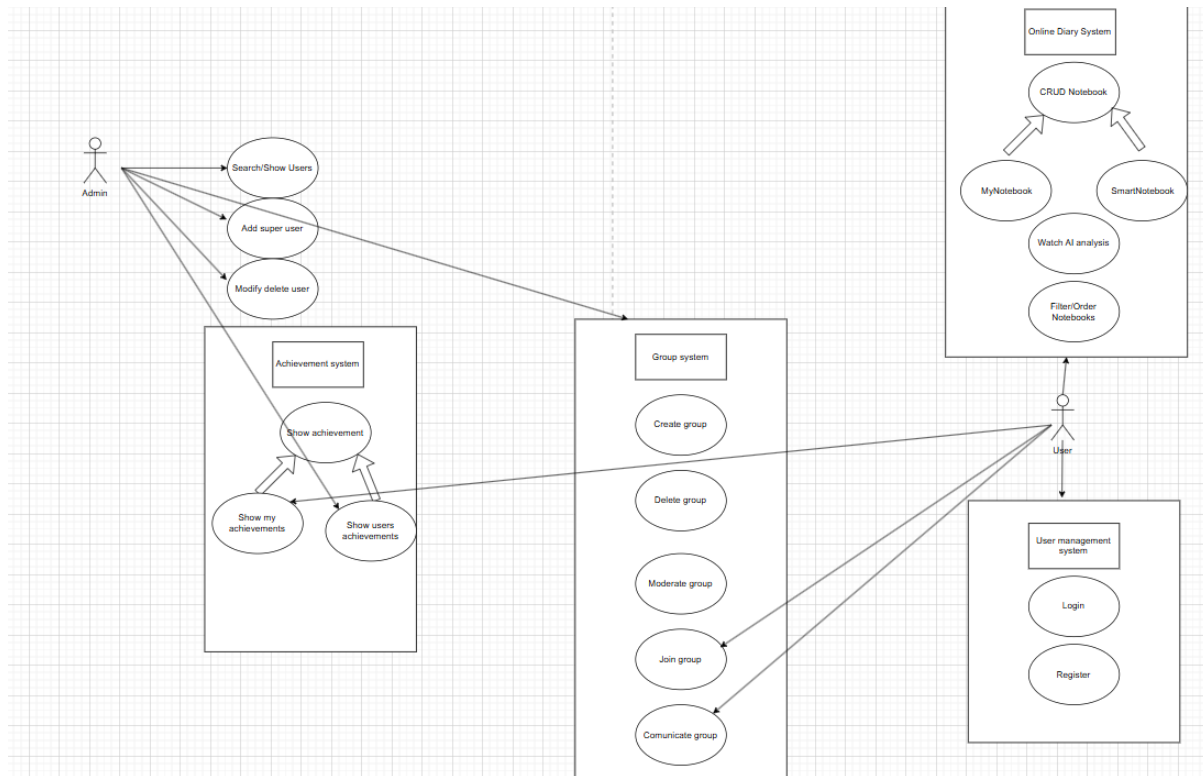 Online Diary System
CRUD Notebook
MyNotebook
SmartNotebook
Watch AI analysis
Filter/Order
Notebooks
Admin
Search/Show Users
Add super user
Modify delete user
Achievement system
Show achievement
Show my
achievements
Show users
achievements
Group system
Create group
Delete group
Moderate group
Join group
Comunicate group
User
User management
system
Login
Register